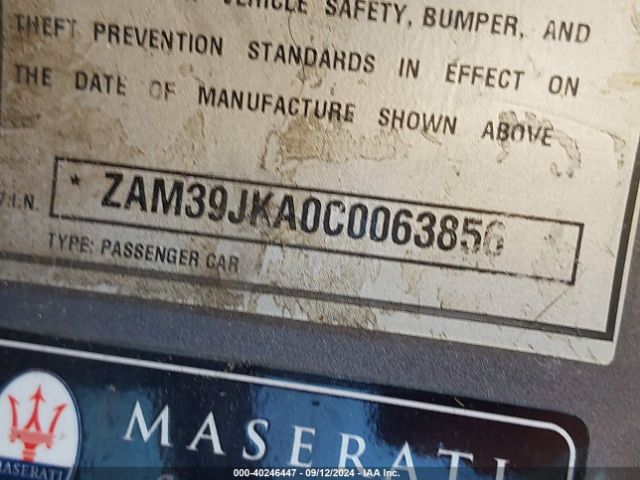 VEHICLE SAFETY, BUMPER, AND
THEFT PREVENTION STANDARDS IN EFFECT ON
THE DATE OF MANUFACTURE SHOWN ABOVE
V.I.N. * ZAM39JKA0C0063856
TYPE: PASSENGER CAR
MASERATI
MASERATI
000-40246447 - 09/12/2024 - IAA Inc.